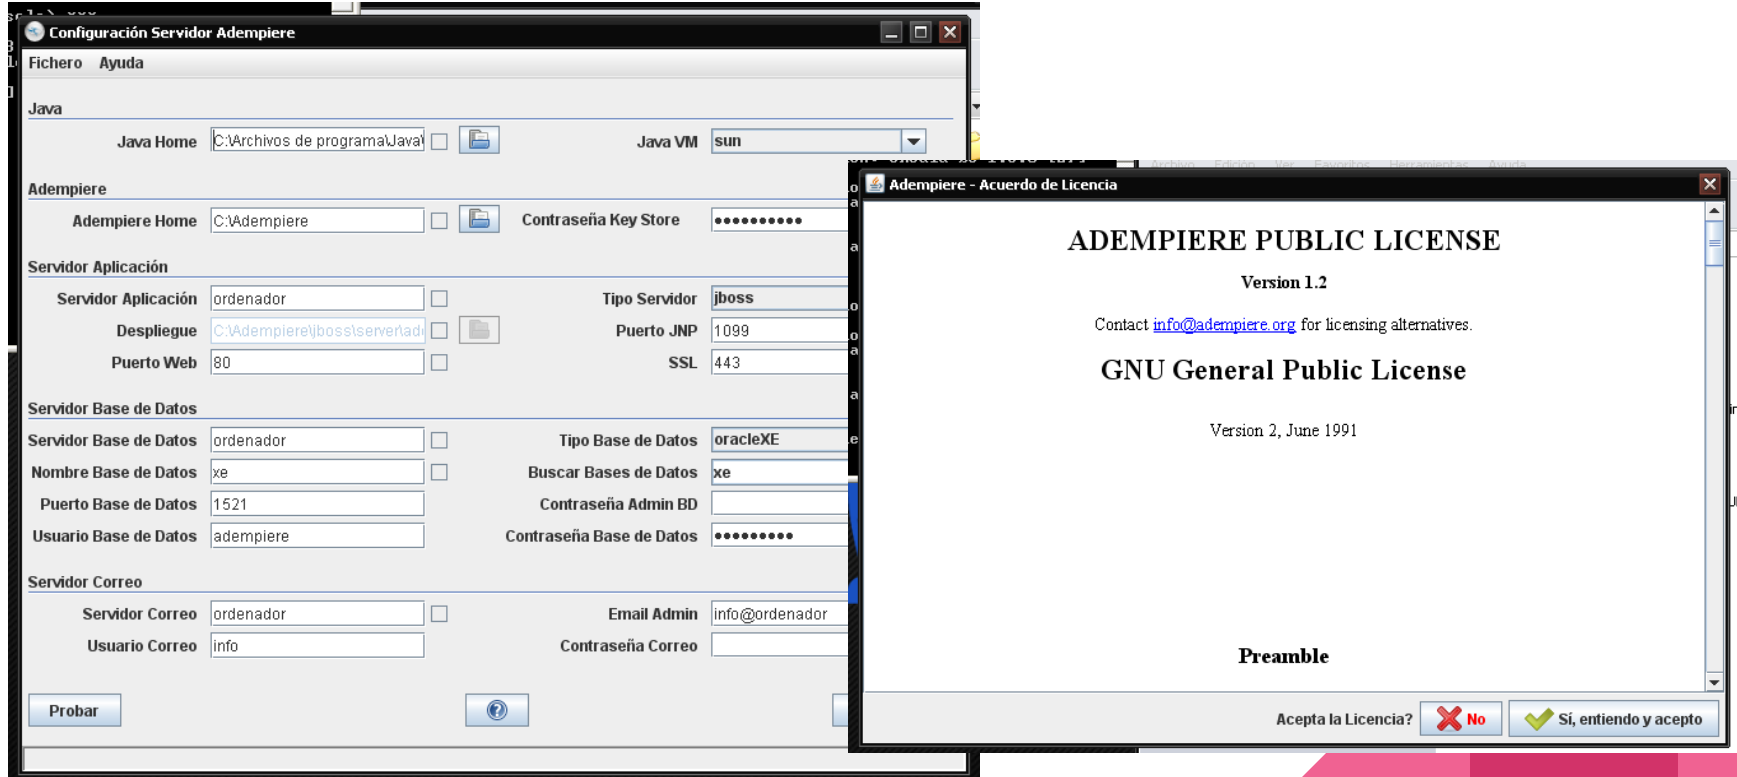 Configuración Servidor Adempiere
Fichero Ayuda
Java
Java Home C:\Archivos de programa\Java\ Java VM sun
Adempiere
Adempiere Home C:\Adempiere Contraseña Key Store ••••••••••
Servidor Aplicación
Servidor Aplicación ordenador Tipo Servidor jboss
Despliegue C:\Adempiere\jboss\server\ad Puerto JNP 1099
Puerto Web 80 SSL 443
Servidor Base de Datos
Servidor Base de Datos ordenador Tipo Base de Datos oracleXE
Nombre Base de Datos xe Buscar Bases de Datos xe
Puerto Base de Datos 1521 Contraseña Admin BD
Usuario Base de Datos adempiere Contraseña Base de Datos •••••••••
Servidor Correo
Servidor Correo ordenador Email Admin info@ordenador
Usuario Correo info Contraseña Correo
Probar
Archivo Edición Ver Favoritos Herramientas Ayuda
Adempiere - Acuerdo de Licencia
ADEMPIERE PUBLIC LICENSE
Version 1.2
Contact info@adempiere.org for licensing alternatives.
GNU General Public License
Version 2, June 1991
Preamble
Acepta la Licencia? No Sí, entiendo y acepto